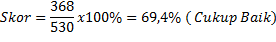 Skor = 368/530 x100% = 69,4% ( Cukup Baik)